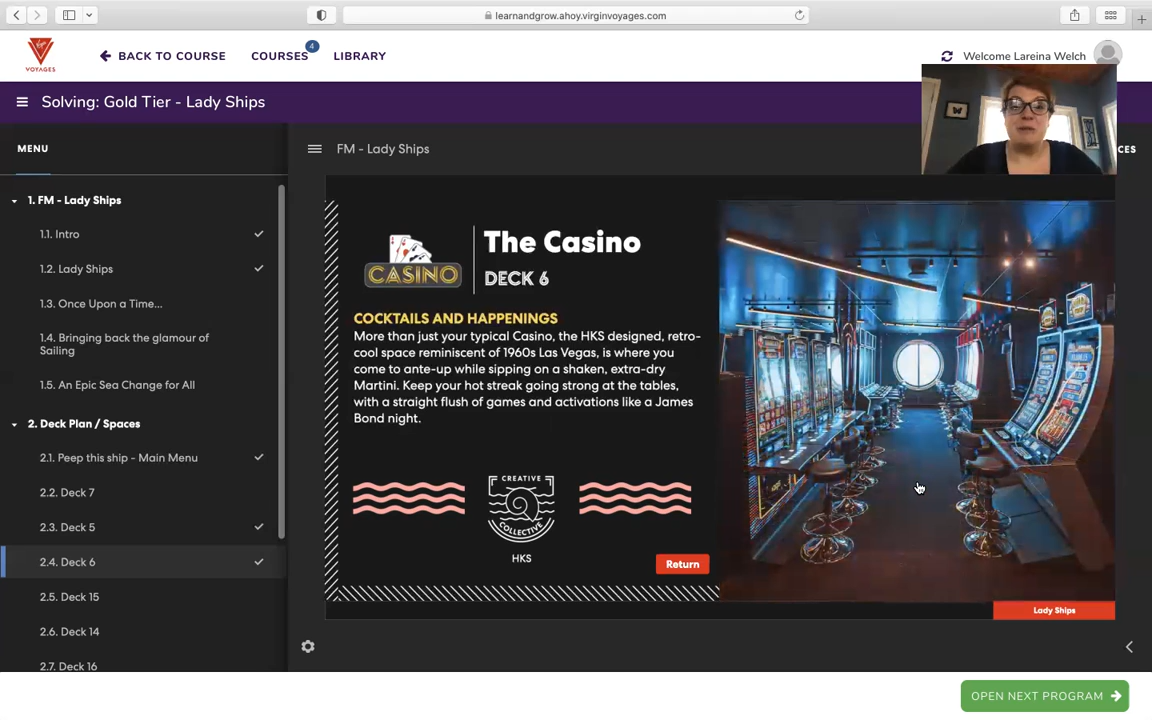 learnandgrow.ahoy.virginvoyages.com
VOYAGES
BACK TO COURSE
COURSES
4
LIBRARY
Welcome Lareina Welch
Solving: Gold Tier - Lady Ships
MENU
1. FM - Lady Ships
1.1. Intro
1.2. Lady Ships
1.3. Once Upon a Time...
1.4. Bringing back the glamour of
Sailing
1.5. An Epic Sea Change for All
2. Deck Plan / Spaces
2.1. Peep this ship - Main Menu
2.2. Deck 7
2.3. Deck 5
2.4. Deck 6
2.5. Deck 15
2.6. Deck 14
2.7. Deck 16
FM - Lady Ships
CES
CASINO
The Casino
DECK 6
COCKTAILS AND HAPPENINGS
More than just your typical Casino, the HKS designed, retro-
cool space reminiscent of 1960s Las Vegas, is where you
come to ante-up while sipping on a shaken, extra-dry
Martini. Keep your hot streak going strong at the tables,
with a straight flush of games and activations like a James
Bond night.
CREATIVE
COLLECTIVE
HKS
Return
Lady Ships
OPEN NEXT PROGRAM